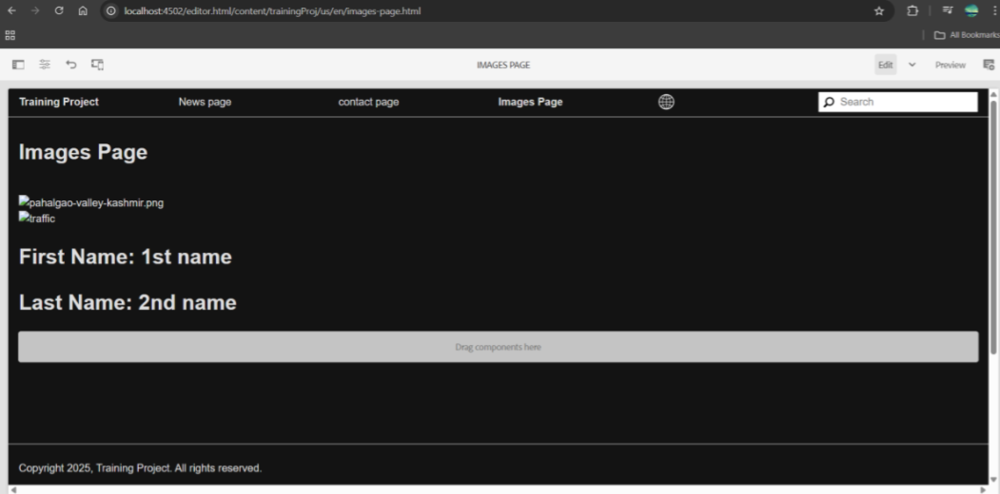 localhost:4502/editor.html/content/trainingProj/us/en/images-page.html
All Bookmarks
IMAGES PAGE
Edit
Preview
Training Project
News page
contact page
Images Page
Search
Images Page
pahalgao-valley-kashmir.png
traffic
First Name: 1st name
Last Name: 2nd name
Drag components here
Copyright 2025, Training Project. All rights reserved.